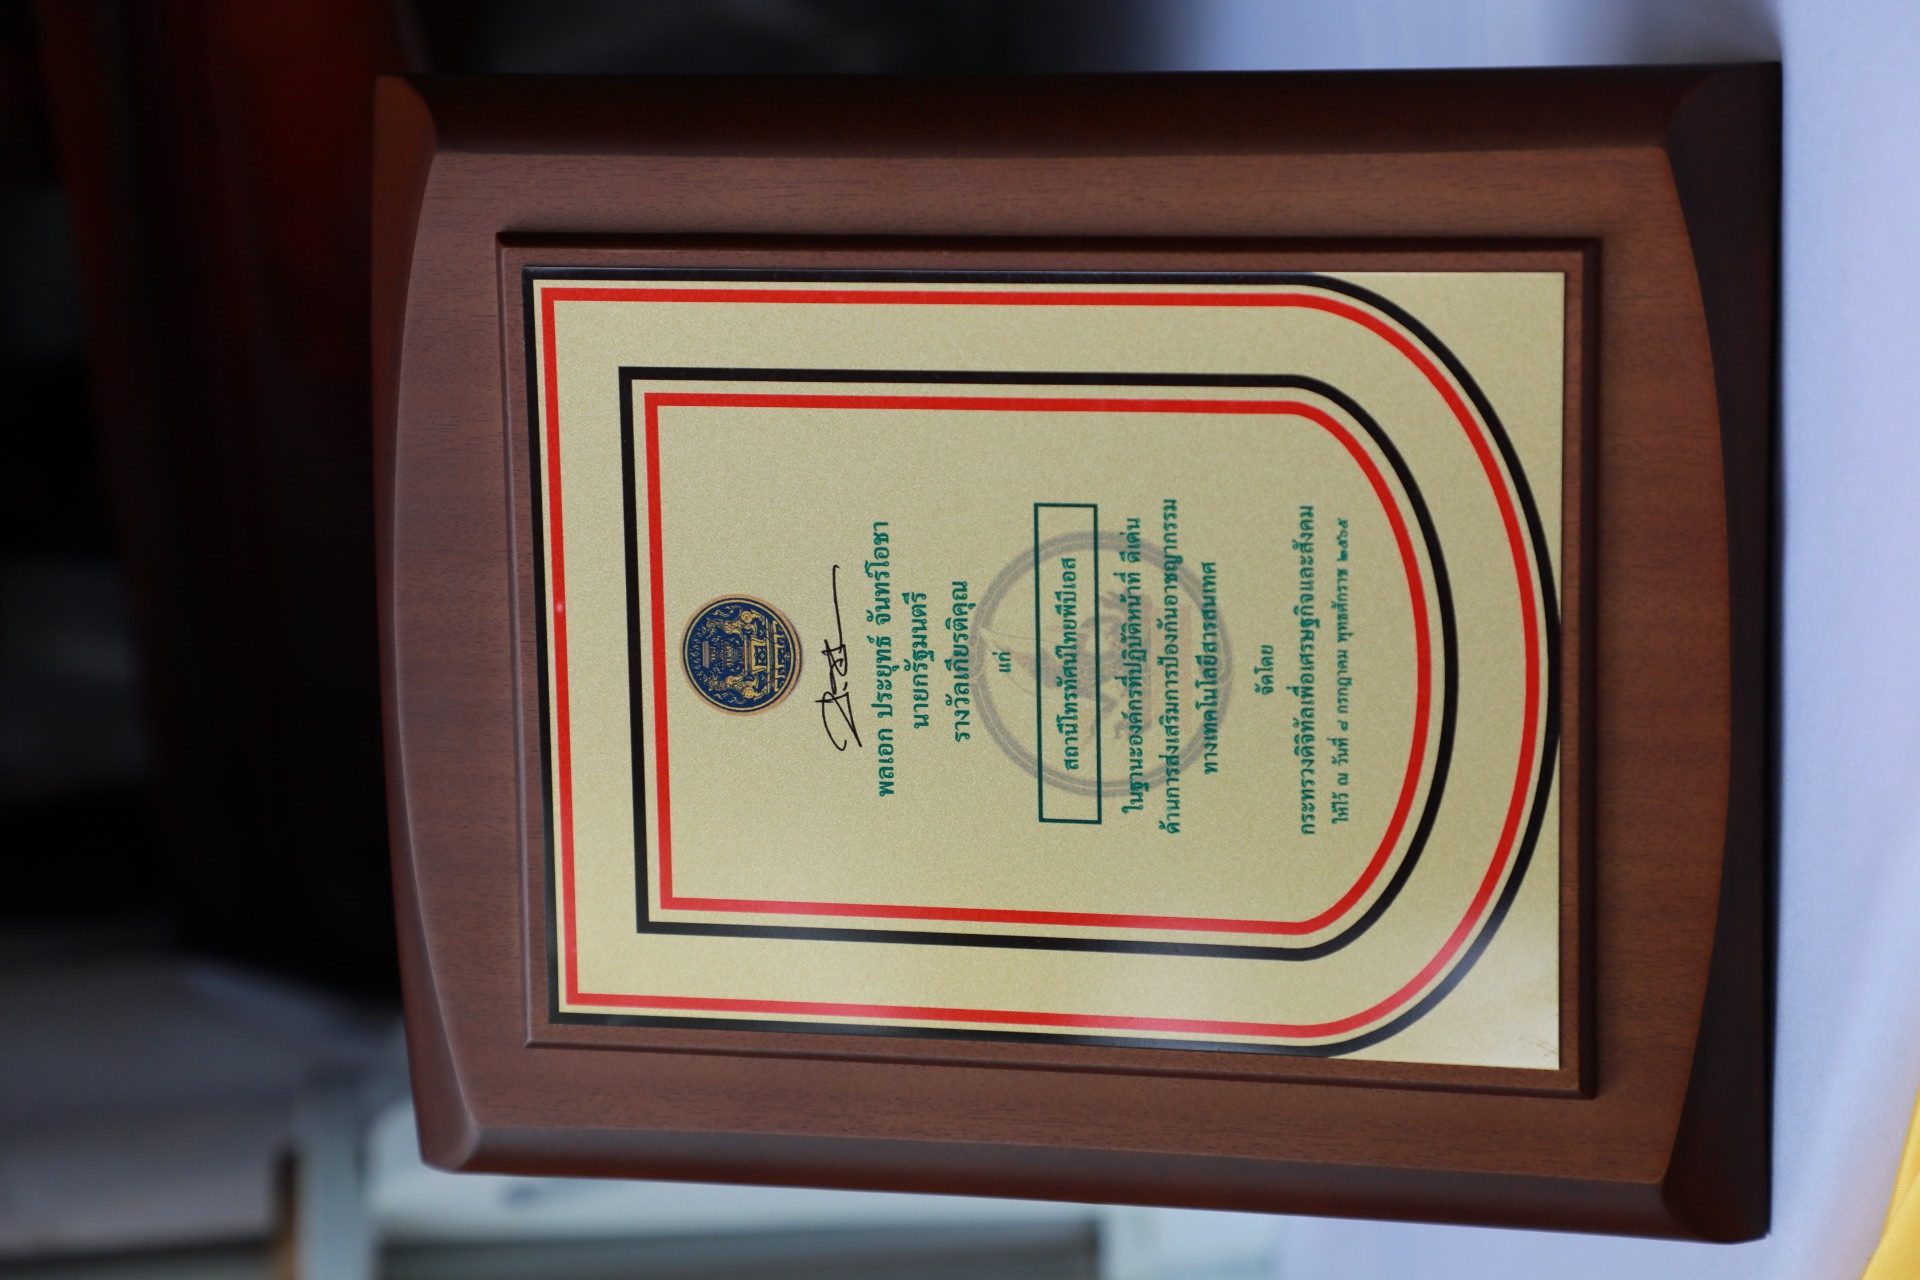 พลเอก ประยุทธ์ จันทร์โอชา
นายกรัฐมนตรี
รางวัลเกียรติคุณ
แก่
สถานีโทรทัศน์ไทยพีบีเอส
ในฐานะองค์กรที่ปฏิบัติหน้าที่ ดีเด่น
ด้านการส่งเสริมการป้องกันอาชญากรรม
ทางเทคโนโลยีสารสนเทศ
จัดโดย
กระทรวงดิจิทัลเพื่อเศรษฐกิจและสังคม
ให้ไว้ ณ วันที่ ๘ กรกฎาคม พุทธศักราช ๒๕๖๕